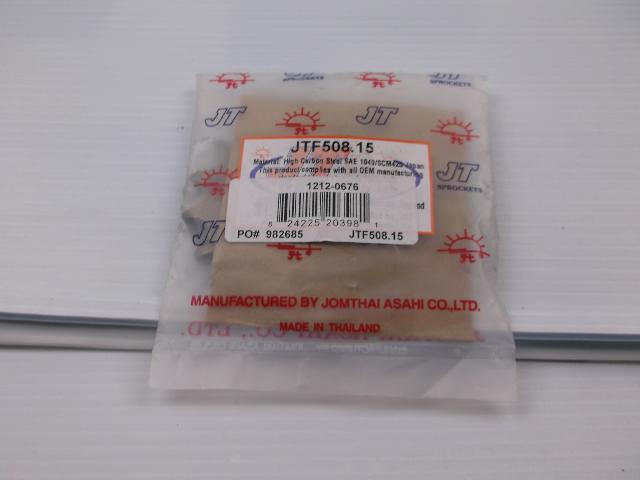 JT SPROCKETS
JT
JT
JTF508.15
Material: High Carbon Steel SAE 1049/SCM420 Japan
This product complies with all OEM manufacturing
1212-0676
8 24225 20398 1
PO# 982685 JTF508.15
JT
SPROCKETS
JT
MANUFACTURED BY JOMTHAI ASAHI CO.,LTD.
MADE IN THAILAND